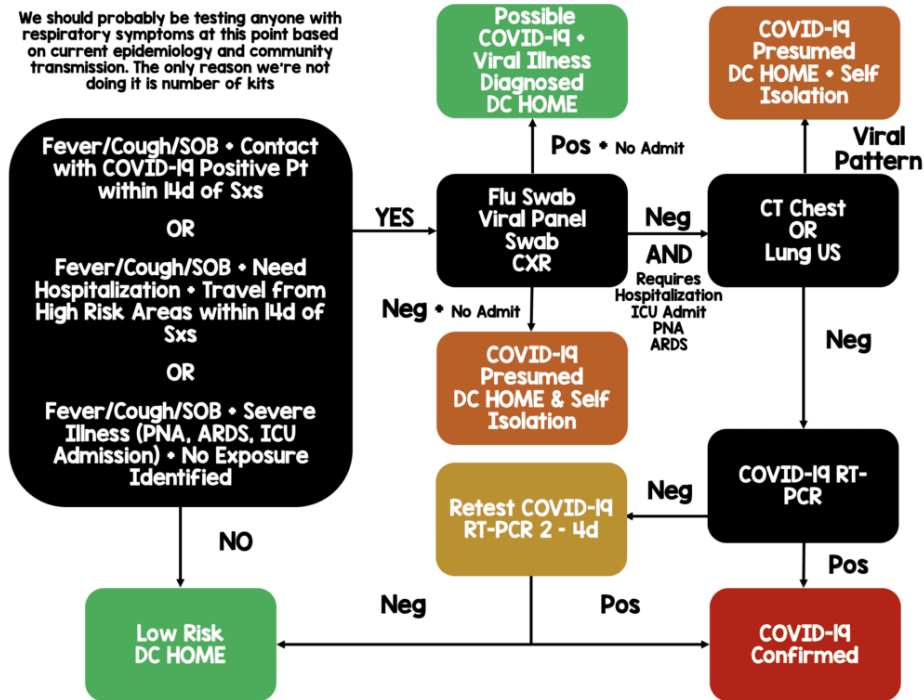 We should probably be testing anyone with
respiratory symptoms at this point based
on current epidemiology and community
transmission. The only reason we're not
doing it is number of kits
Possible
COVID-19 +
Viral Illness
Diagnosed
DC HOME
COVID-19
Presumed
DC HOME + Self
Isolation
Pos + No Admit
Viral
Pattern
Fever/Cough/SOB + Contact
with COVID-19 Positive Pt
within 14d of Sxs
OR
Fever/Cough/SOB + Need
Hospitalization + Travel from
High Risk Areas within 14d of
Sxs
OR
Fever/Cough/SOB + Severe
Illness (PNA, ARDS, ICU
Admission) + No Exposure
Identified
YES
Flu Swab
Viral Panel
Swab
CXR
Neg
AND
Requires
Hospitalization
ICU Admit
PNA
ARDS
CT Chest
OR
Lung US
Neg + No Admit
Neg
COVID-19
Presumed
DC HOME & Self
Isolation
COVID-19 RT-
PCR
Neg
Retest COVID-19
RT-PCR 2 - 4d
NO
Pos
Neg
Pos
Low Risk
DC HOME
COVID-19
Confirmed